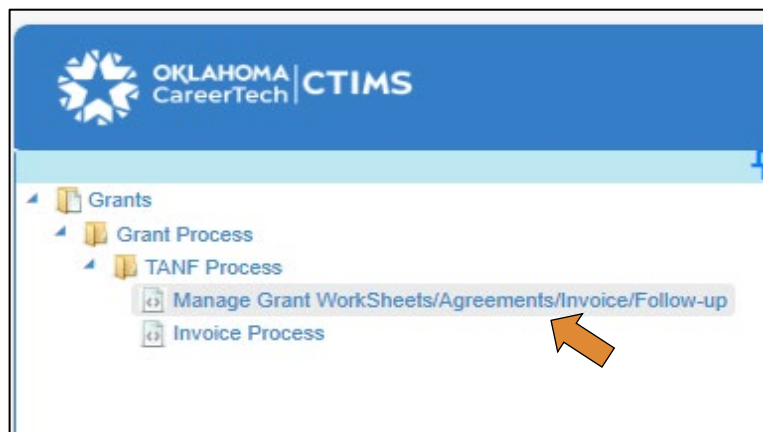 OKLAHOMA
CareerTech
CTIMS
Grants
Grant Process
TANF Process
Manage Grant WorkSheets/Agreements/Invoice/Follow-up
Invoice Process